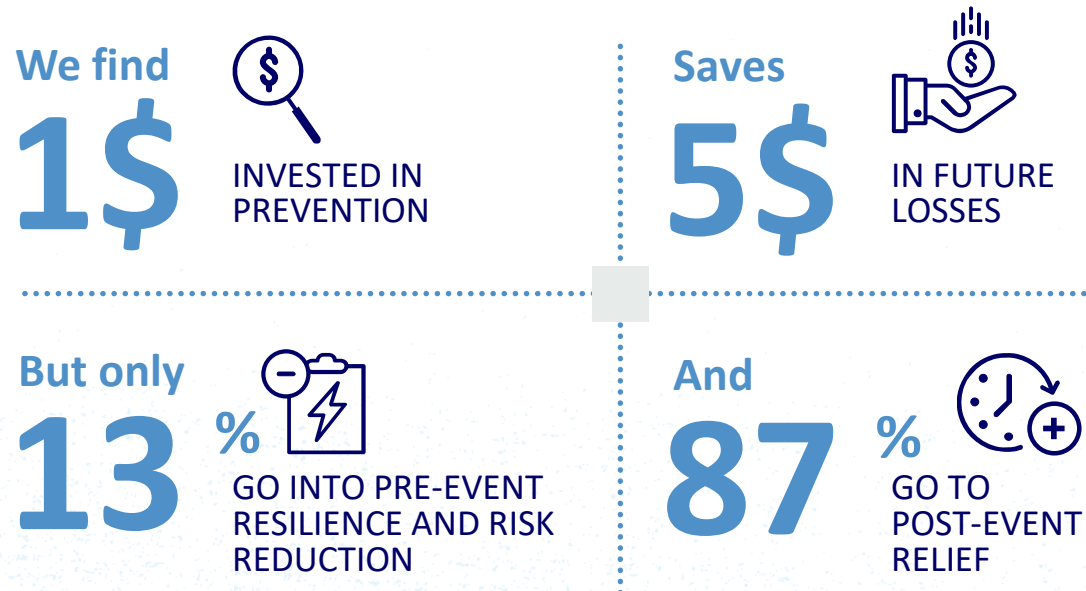 We find
1$
INVESTED IN
PREVENTION
Saves
5$
IN FUTURE
LOSSES
But only
13 %
GO INTO PRE-EVENT
RESILIENCE AND RISK
REDUCTION
And
87 %
GO TO
POST-EVENT
RELIEF